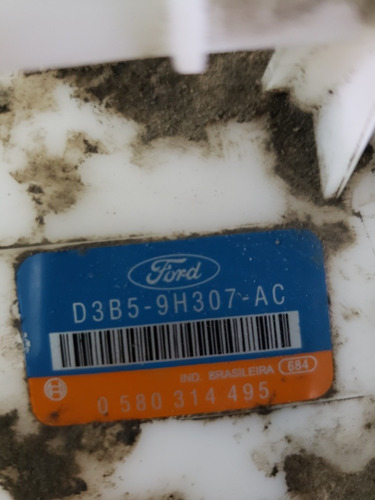 Ford
D3B5-9H307-AC
IND. BRASILEIRA 684
0 580 314 495